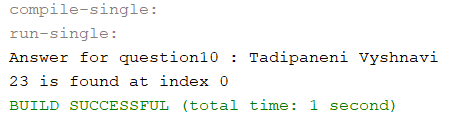 compile-single:
run-single:
Answer for question10 : Tadipaneni Vyshnavi
23 is found at index 0
BUILD SUCCESSFUL (total time: 1 second)